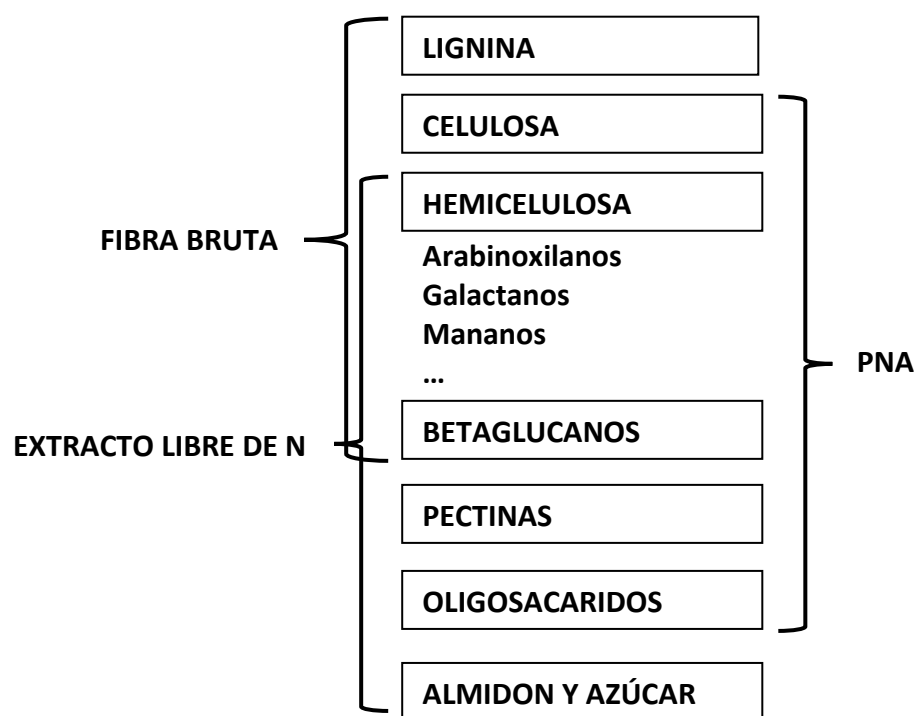 LIGNINA
CELULOSA
HEMICELULOSA
FIBRA BRUTA
Arabinoxilanos
Galactanos
Mananos
…
PNA
BETAGLUCANOS
EXTRACTO LIBRE DE N
PECTINAS
OLIGOSACARIDOS
ALMIDON Y AZÚCAR